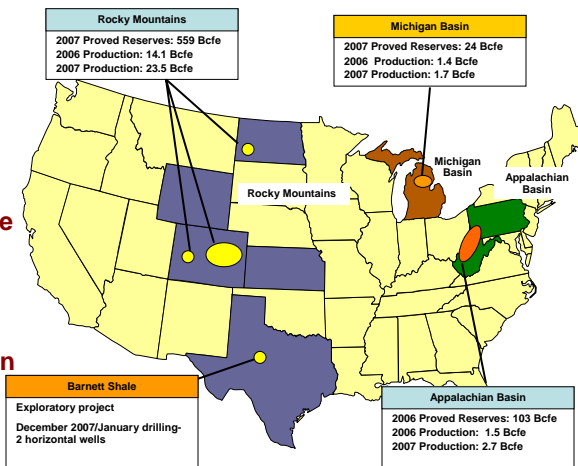 Rocky Mountains
2007 Proved Reserves: 559 Bcfe
2006 Production: 14.1 Bcfe
2007 Production: 23.5 Bcfe
Michigan Basin
2007 Proved Reserves: 24 Bcfe
2006 Production: 1.4 Bcfe
2007 Production: 1.7 Bcfe
Michigan
Basin
Appalachian
Basin
Rocky Mountains
e
n
Barnett Shale
Exploratory project
December 2007/January drilling-
2 horizontal wells
Appalachian Basin
2006 Proved Reserves: 103 Bcfe
2006 Production: 1.5 Bcfe
2007 Production: 2.7 Bcfe